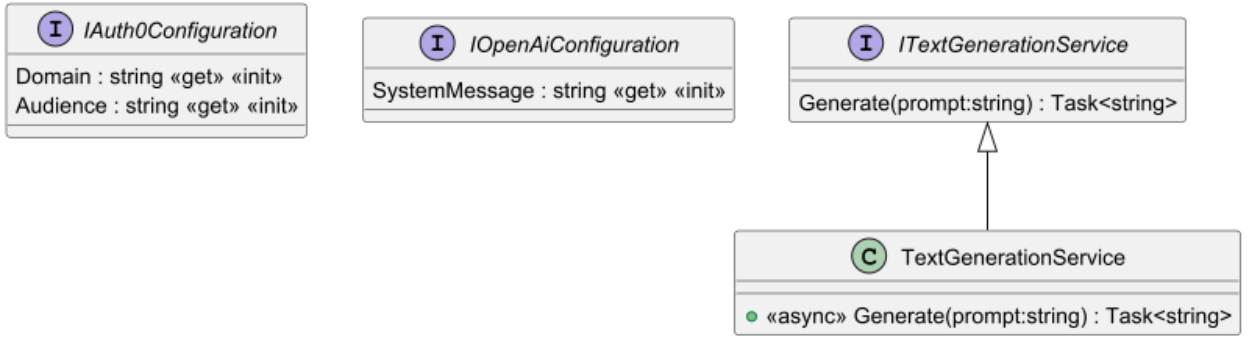 I IAuth0Configuration
Domain : string «get» «init»
Audience : string «get» «init»
I IOpenAiConfiguration
SystemMessage : string «get» «init»
I ITextGenerationService
Generate(prompt:string) : Task<string>
C TextGenerationService
«async» Generate(prompt:string) : Task<string>